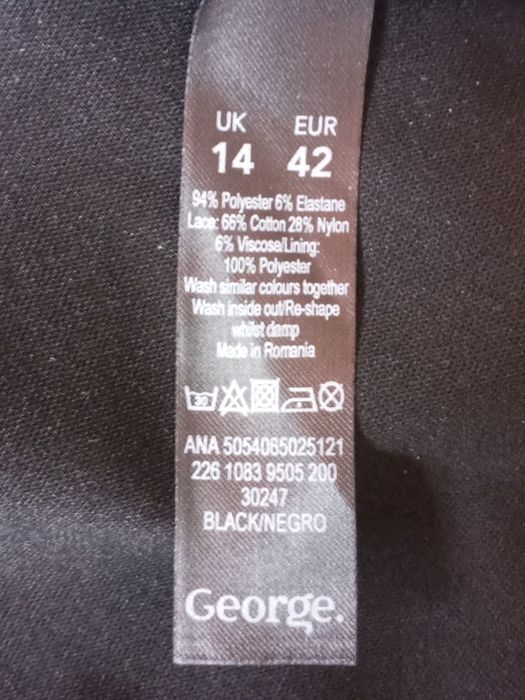 UK EUR
14 42
94% Polyester 6% Elastane
Lace: 66% Cotton 28% Nylon
6% Viscose/Lining:
100% Polyester
Wash similar colours together
Wash inside out/Re-shape
whilst damp
Made in Romania
30
ANA 5054065025121
226 1083 9505 200
30247
BLACK/NEGRO
George.